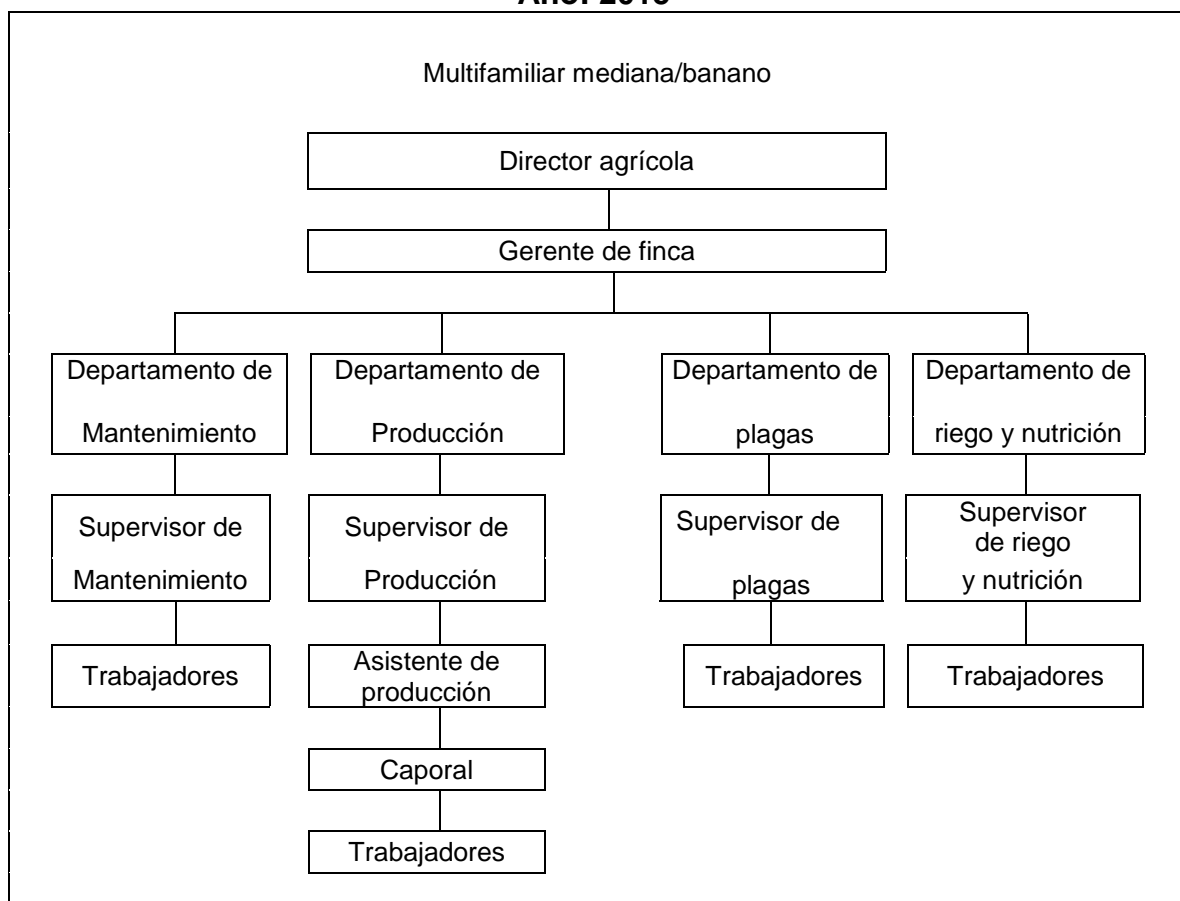 Multifamiliar mediana/banano
Director agrícola
Gerente de finca
Departamento de
Mantenimiento
Departamento de
Producción
Departamento de
plagas
Departamento de
riego y nutrición
Supervisor de
Mantenimiento
Supervisor de
Producción
Supervisor de
plagas
Supervisor
de riego
y nutrición
Trabajadores
Asistente de
producción
Trabajadores
Trabajadores
Caporal
Trabajadores